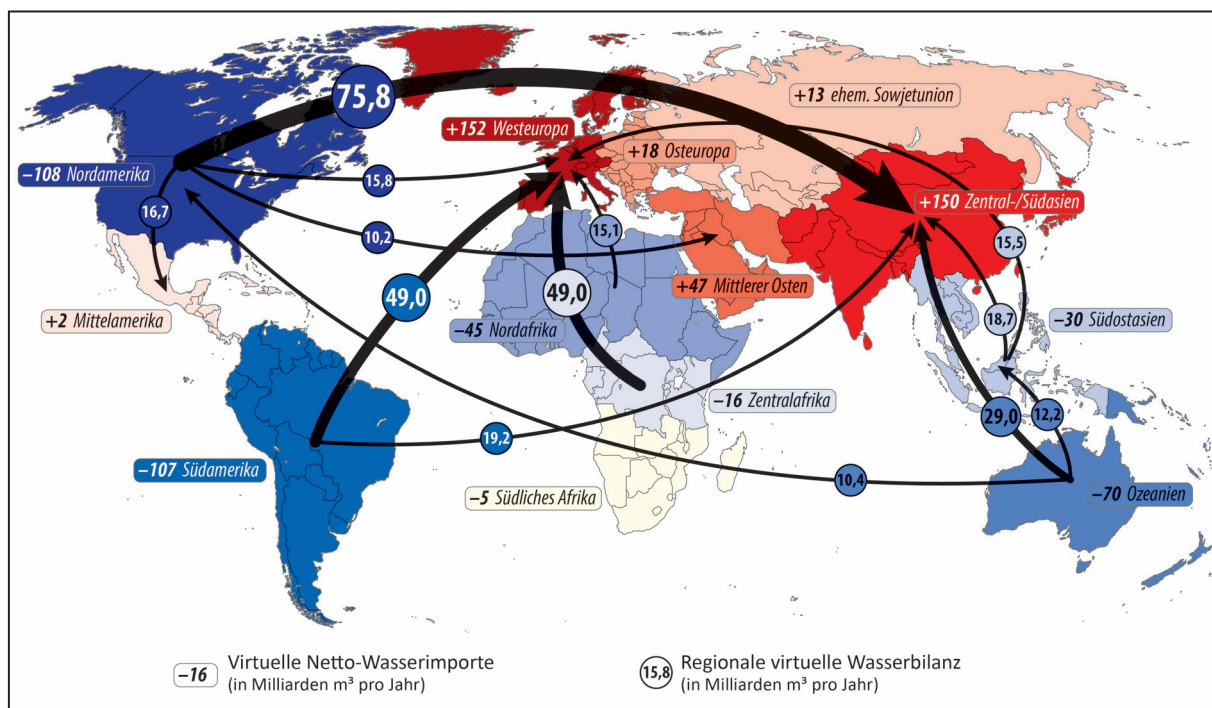 75,8
+13 ehem. Sowjetunion
+152 Westeuropa
+18 Osteuropa
−108 Nordamerika
15,8
+150 Zentral-/Südasien
16,7
10,2
15,1
15,5
+47 Mittlerer Osten
49,0
49,0
+2 Mittelamerika
−45 Nordafrika
18,7
−30 Südostasien
−16 Zentralafrika
29,0
12,2
19,2
−107 Südamerika
10,4
−5 Südliches Afrika
−70 Ozeanien
−16 Virtuelle Netto-Wasserimporte
(in Milliarden m³ pro Jahr)
15,8 Regionale virtuelle Wasserbilanz
(in Milliarden m³ pro Jahr)